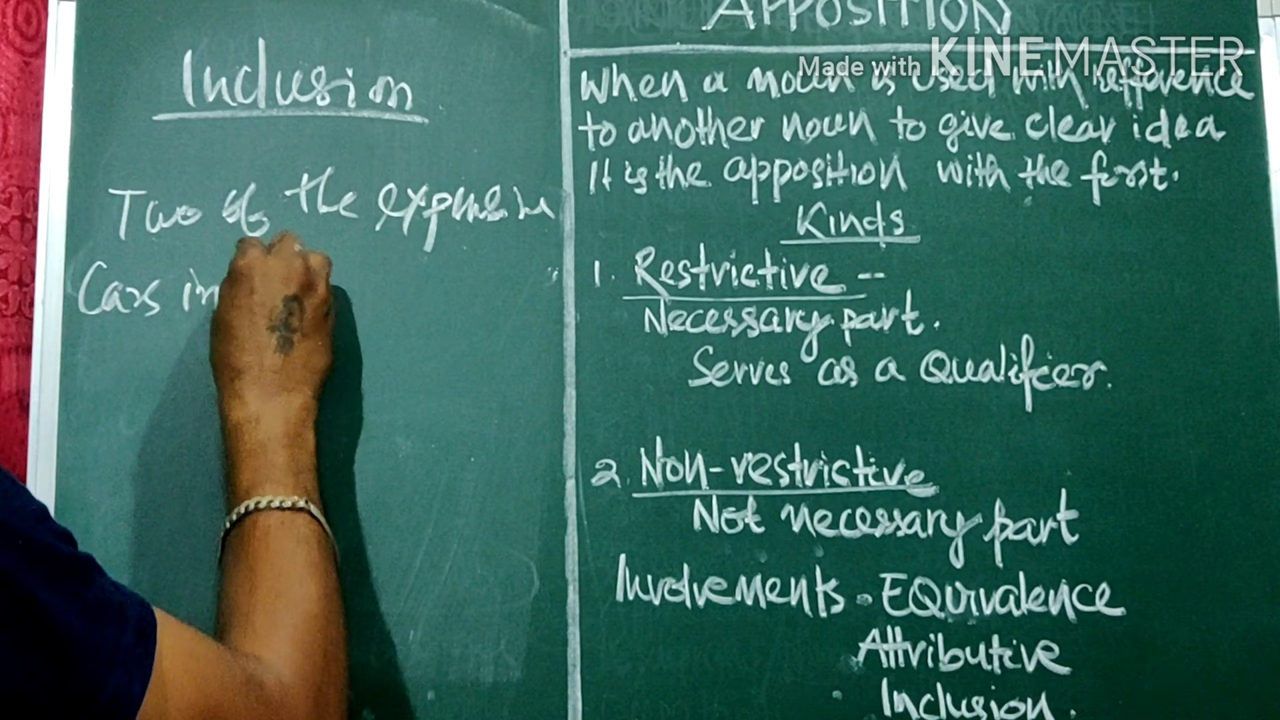 Inclusion
Two of the expensive
Cars in
APPOSITION
Made with KINEMASTER
When a noun is used with refference
to another noun to give clear idea
It is the apposition with the first.
Kinds
1. Restrictive --
Necessary part.
Serves as a Qualifier.
2. Non-restrictive
Not necessary part
Involvements - EQuivalence
Attributive
Inclusion.